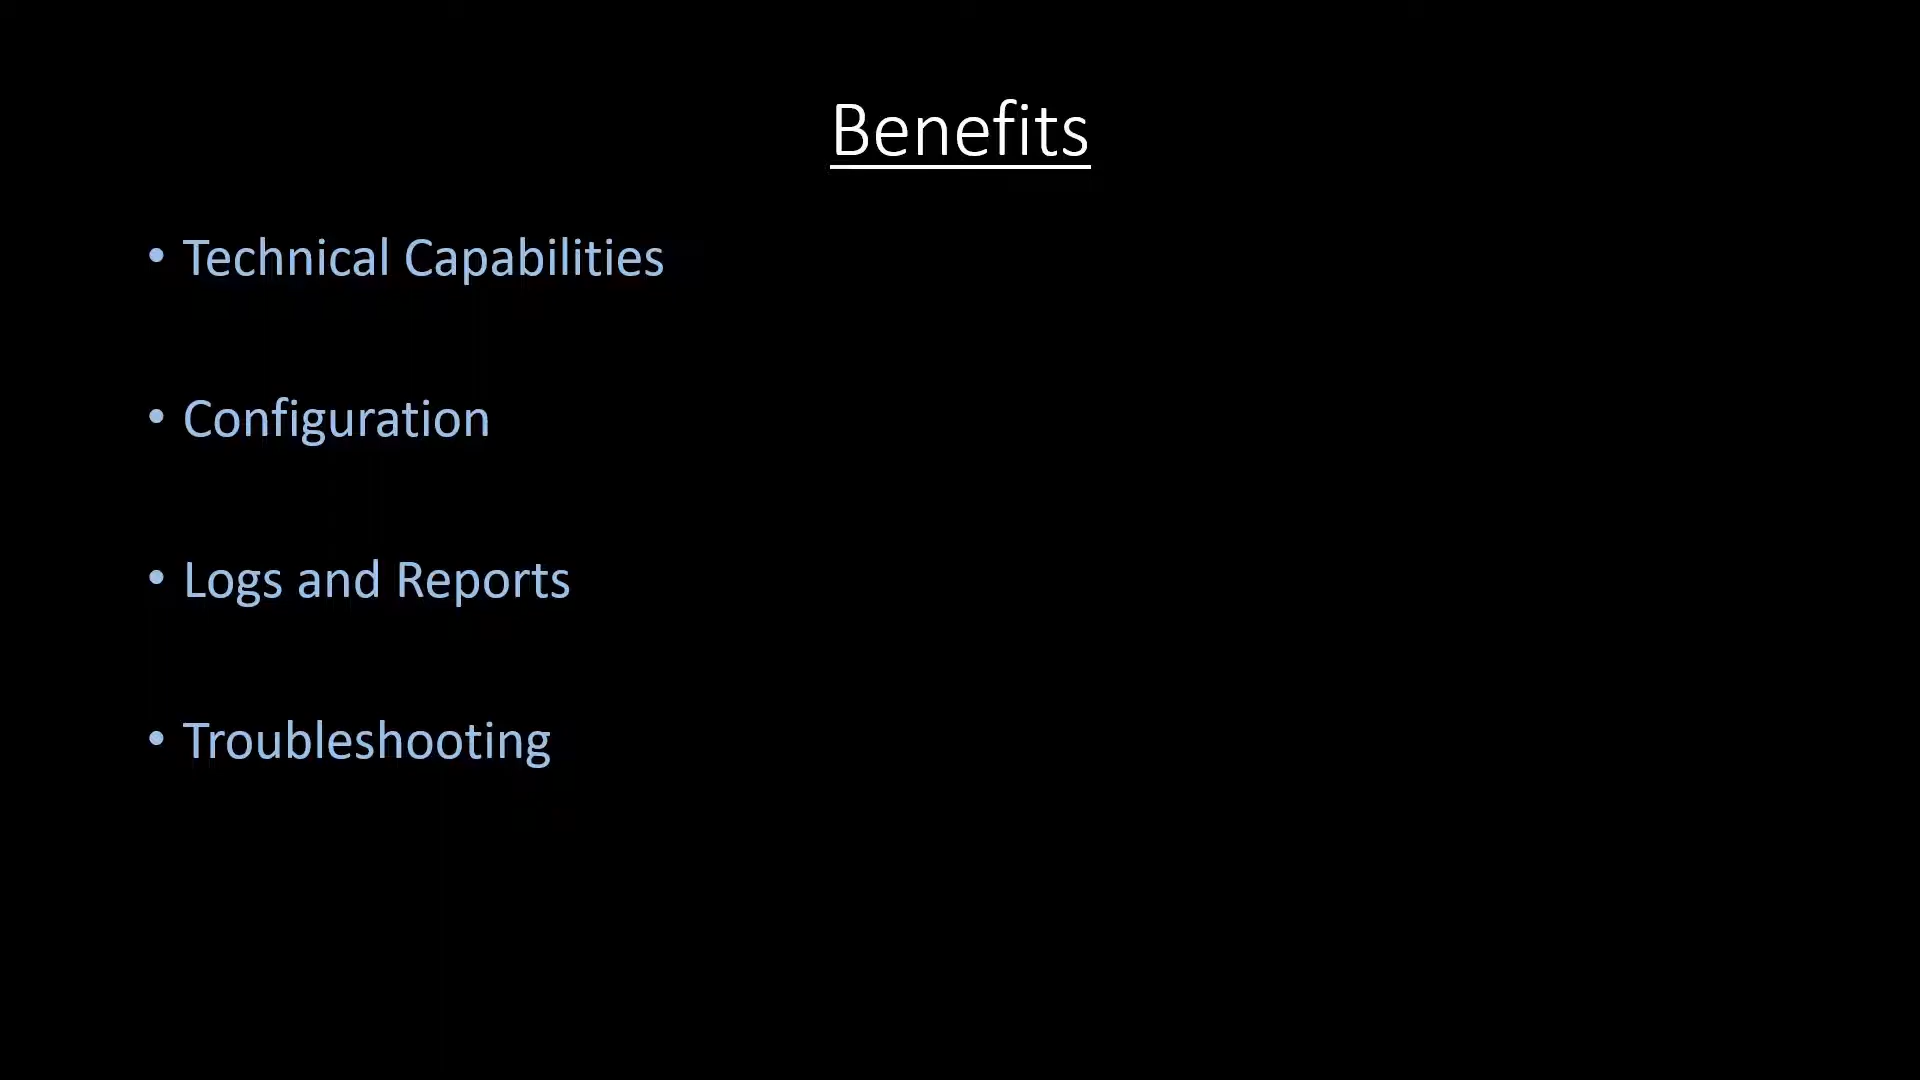 Benefits
• Technical Capabilities
• Configuration
• Logs and Reports
• Troubleshooting